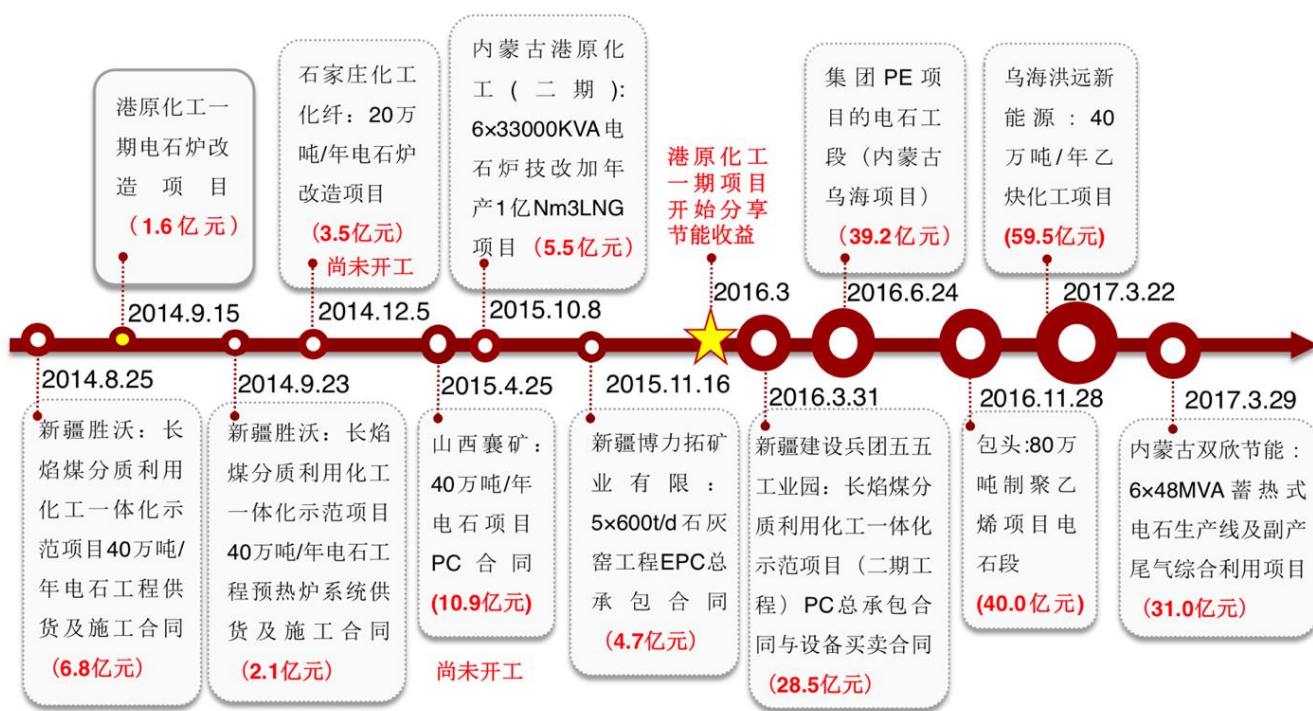 港原化工一
期电石炉改
造项目
（1.6亿元）
2014.9.15
石家庄化工
化纤：20万
吨/年电石炉
改造项目
（3.5亿元）
尚未开工
2014.12.5
内蒙古港原化
工(二期):
6×33000KVA电
石炉技改加年
产1亿Nm3LNG
项目（5.5亿元）
2015.10.8
港原化工
一期项目
开始分享
节能收益
2016.3
集团PE项
目的电石工
段（内蒙古
乌海项目）
（39.2亿元）
2016.6.24
乌海洪远新
能源：40
万吨/年乙
炔化工项目
(59.5亿元)
2017.3.22
2014.8.25
新疆胜沃：长
焰煤分质利用
化工一体化示
范项目40万吨/
年电石工程供
货及施工合同
（6.8亿元）
2014.9.23
新疆胜沃：长焰
煤分质利用化工
一体化示范项目
40万吨/年电石工
程预热炉系统供
货及施工合同
（2.1亿元）
2015.4.25
山西襄矿：
40万吨/年
电石项目
PC合同
(10.9亿元)
尚未开工
2015.11.16
新疆博力拓矿
业有限：
5×600t/d石灰
窑工程EPC总
承包合同
（4.7亿元）
2016.3.31
新疆建设兵团五五
工业园：长焰煤分
质利用化工一体化
示范项目（二期工
程）PC总承包合
同与设备买卖合同
（28.5亿元）
2016.11.28
包头:80万
吨制聚乙
烯项目电
石段
(40.0亿元)
2017.3.29
内蒙古双欣节能：
6×48MVA蓄热式
电石生产线及副产
尾气综合利用项目
（31.0亿元）